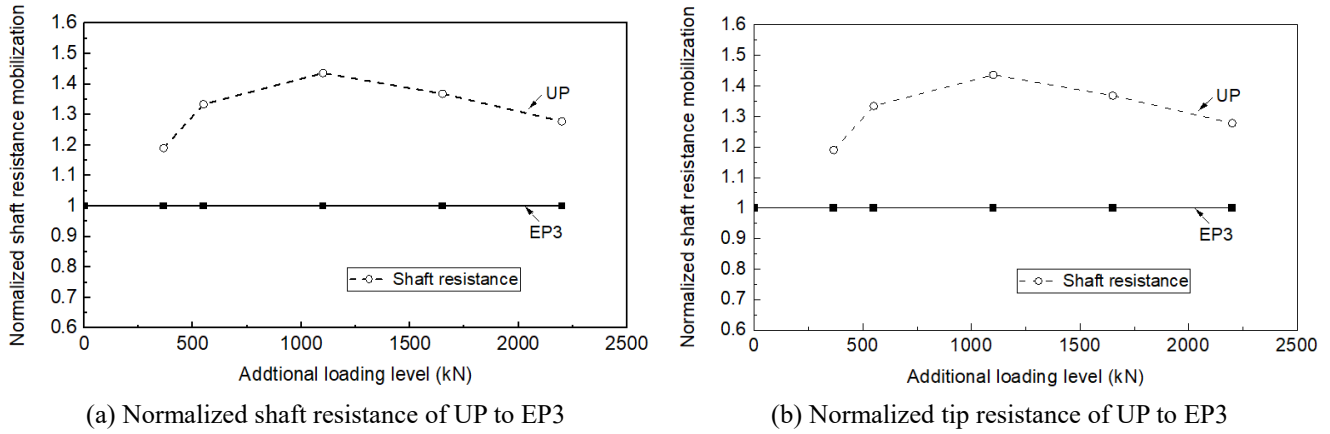 Normalized shaft resistance mobilization
1.6
1.5
1.4
1.3
1.2
1.1
1
0.9
0.8
0.7
0.6
UP
EP3
Shaft resistance
0 500 1000 1500 2000 2500
Addtional loading level (kN)
(a) Normalized shaft resistance of UP to EP3
Normalized shaft resistance mobilization
1.6
1.5
1.4
1.3
1.2
1.1
1
0.9
0.8
0.7
0.6
UP
EP3
Shaft resistance
0 500 1000 1500 2000 2500
Addtional loading level (kN)
(b) Normalized tip resistance of UP to EP3